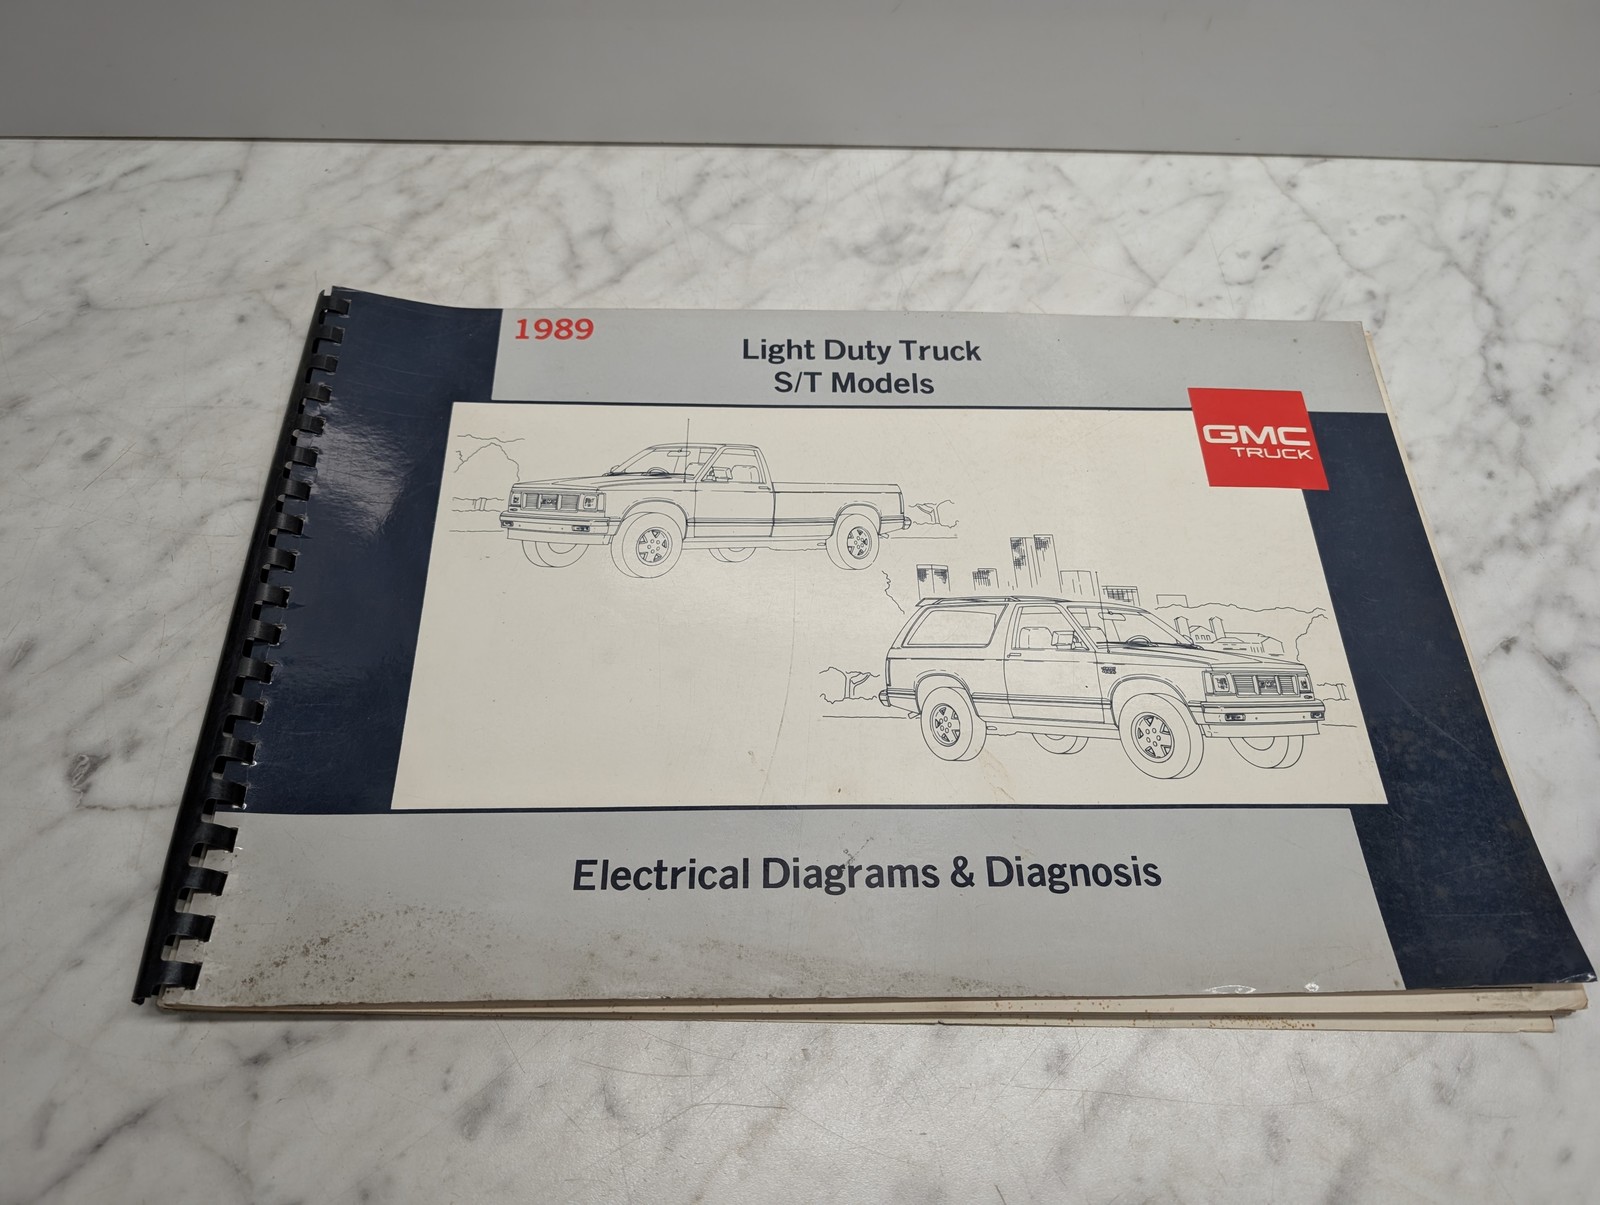 1989
Light Duty Truck
S/T Models
GMC
TRUCK
Electrical Diagrams & Diagnosis